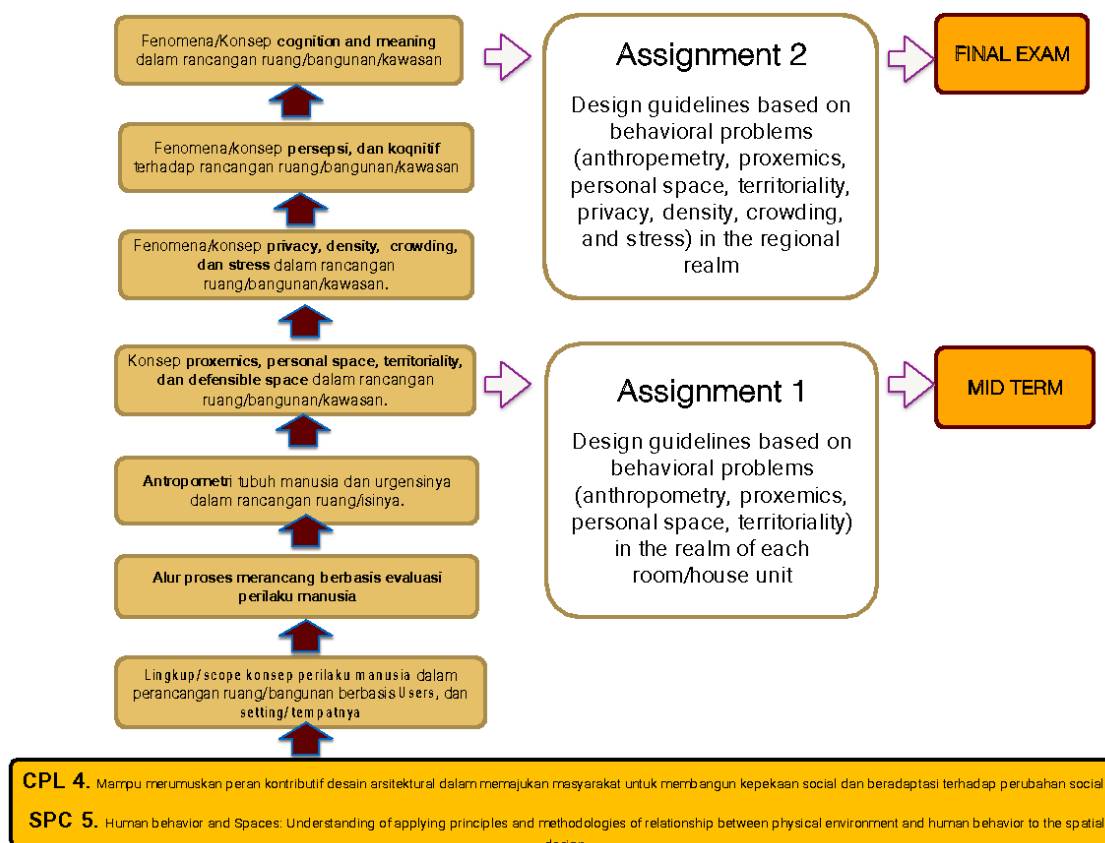 Fenomena/Konsep cognition and meaning
dalam rancangan ruang/bangunan/kawasan
Assignment 2
Design guidelines based on
behavioral problems
(anthropemetry, proxemics,
personal space, territoriality,
privacy, density, crowding,
and stress) in the regional
realm
FINAL EXAM
Fenomena/konsep persepsi, dan koqnitif
terhadap rancangan ruang/bangunan/kawasan
Fenomena/konsep privacy, density, crowding,
dan stress dalam rancangan
ruang/bangunan/kawasan.
Konsep proxemics, personal space, territoriality,
dan defensible space dalam rancangan
ruang/bangunan/kawasan.
Assignment 1
Design guidelines based on
behavioral problems
(anthropometry, proxemics,
personal space, territoriality)
in the realm of each
room/house unit
MID TERM
Antropometri tubuh manusia dan urgensinya
dalam rancangan ruang/isinya.
Alur proses merancang berbasis evaluasi
perilaku manusia
Lingkup/scope konsep perilaku manusia dalam
perancangan ruang/bangunan berbasis Users, dan
setting/tempatnya
CPL 4. Mampu merumuskan peran kontributif desain arsitektural dalam memajukan masyarakat untuk membangun kepekaan social dan beradaptasi terhadap perubahan social
SPC 5. Human behavior and Spaces: Understanding of applying principles and methodologies of relationship between physical environment and human behavior to the spatial